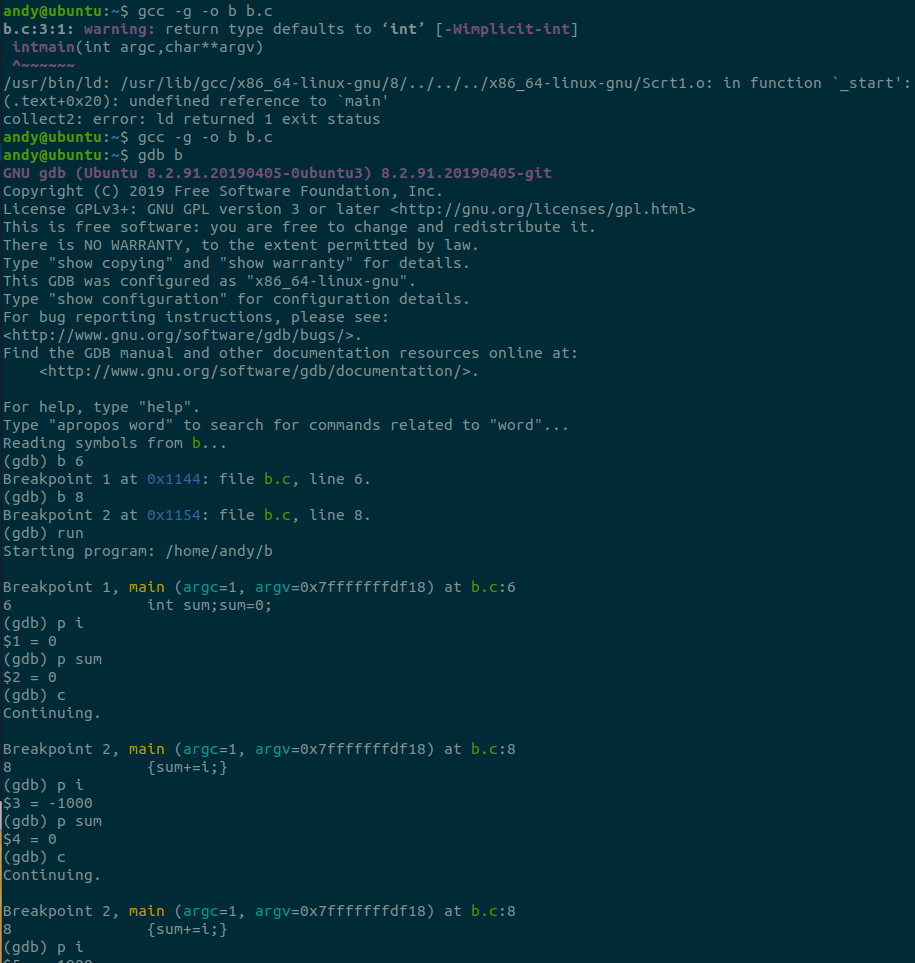 andy@ubuntu:~$ gcc -g -o b b.c
b.c:3:1: warning: return type defaults to ‘int’ [-Wimplicit-int]
 intmain(int argc,char**argv)
 ^~~~~~~
/usr/bin/ld: /usr/lib/gcc/x86_64-linux-gnu/8/../../../x86_64-linux-gnu/Scrt1.o: in function `_start':
(.text+0x20): undefined reference to `main'
collect2: error: ld returned 1 exit status
andy@ubuntu:~$ gcc -g -o b b.c
andy@ubuntu:~$ gdb b
GNU gdb (Ubuntu 8.2.91.20190405-0ubuntu3) 8.2.91.20190405-git
Copyright (C) 2019 Free Software Foundation, Inc.
License GPLv3+: GNU GPL version 3 or later <http://gnu.org/licenses/gpl.html>
This is free software: you are free to change and redistribute it.
There is NO WARRANTY, to the extent permitted by law.
Type "show copying" and "show warranty" for details.
This GDB was configured as "x86_64-linux-gnu".
Type "show configuration" for configuration details.
For bug reporting instructions, please see:
<http://www.gnu.org/software/gdb/bugs/>.
Find the GDB manual and other documentation resources online at:
    <http://www.gnu.org/software/gdb/documentation/>.

For help, type "help".
Type "apropos word" to search for commands related to "word"...
Reading symbols from b...
(gdb) b 6
Breakpoint 1 at 0x1144: file b.c, line 6.
(gdb) b 8
Breakpoint 2 at 0x1154: file b.c, line 8.
(gdb) run
Starting program: /home/andy/b

Breakpoint 1, main (argc=1, argv=0x7fffffffdf18) at b.c:6
6               int sum;sum=0;
(gdb) p i
$1 = 0
(gdb) p sum
$2 = 0
(gdb) c
Continuing.

Breakpoint 2, main (argc=1, argv=0x7fffffffdf18) at b.c:8
8               {sum+=i;}
(gdb) p i
$3 = -1000
(gdb) p sum
$4 = 0
(gdb) c
Continuing.

Breakpoint 2, main (argc=1, argv=0x7fffffffdf18) at b.c:8
8               {sum+=i;}
(gdb) p i